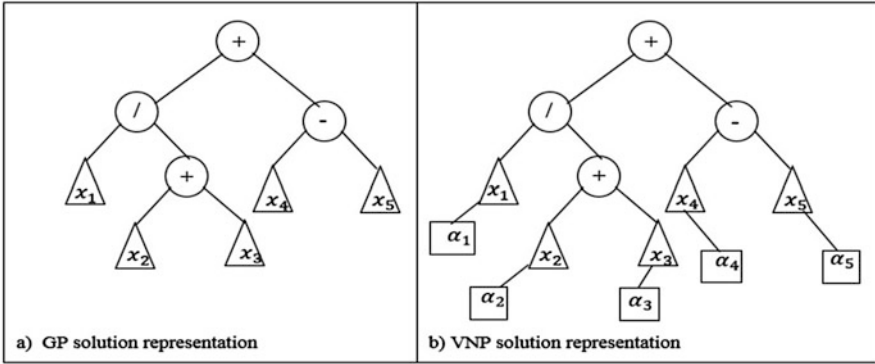 + 
/ -
x₁ + x₄ x₅
x₂ x₃
a) GP solution representation
+
/ -
x₁ + x₄ x₅
α₁ x₂ x₃ α₄ α₅
α₂ α₃
b) VNP solution representation